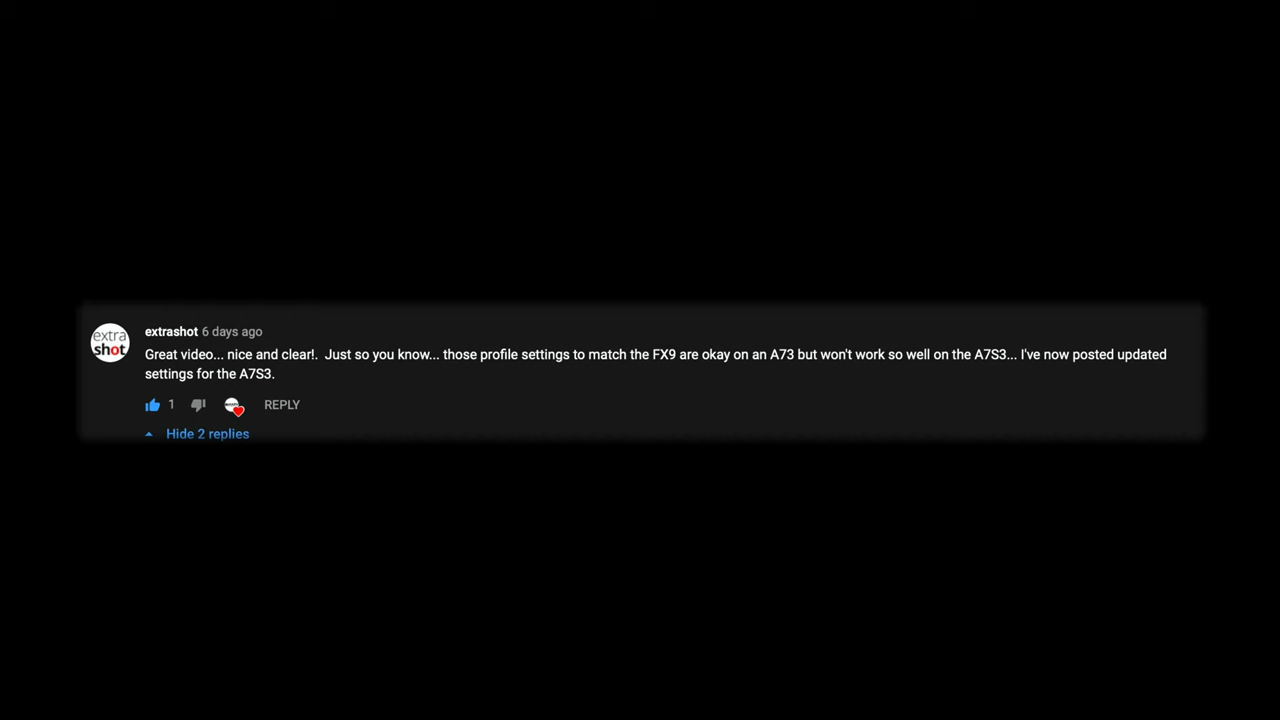 extra
shot
extrashot 6 days ago
Great video... nice and clear!.  Just so you know... those profile settings to match the FX9 are okay on an A73 but won't work so well on the A7S3... I've now posted updated
settings for the A7S3.
1 REPLY
Hide 2 replies